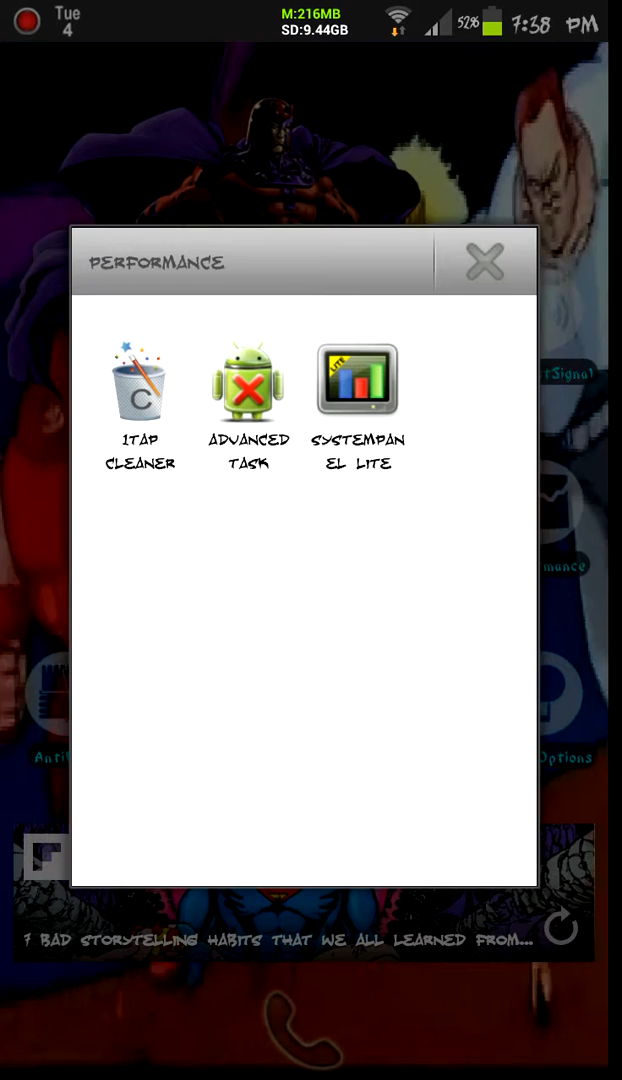 Tue
4
M:216MB
SD:9.44GB
52%
7:38 PM
PERFORMANCE
LITE
C
1TAP
CLEANER
ADVANCED
TASK
SYSTEMPAN
EL LITE
Options
7 BAD STORYTELLING HABITS THAT WE ALL LEARNED FROM...